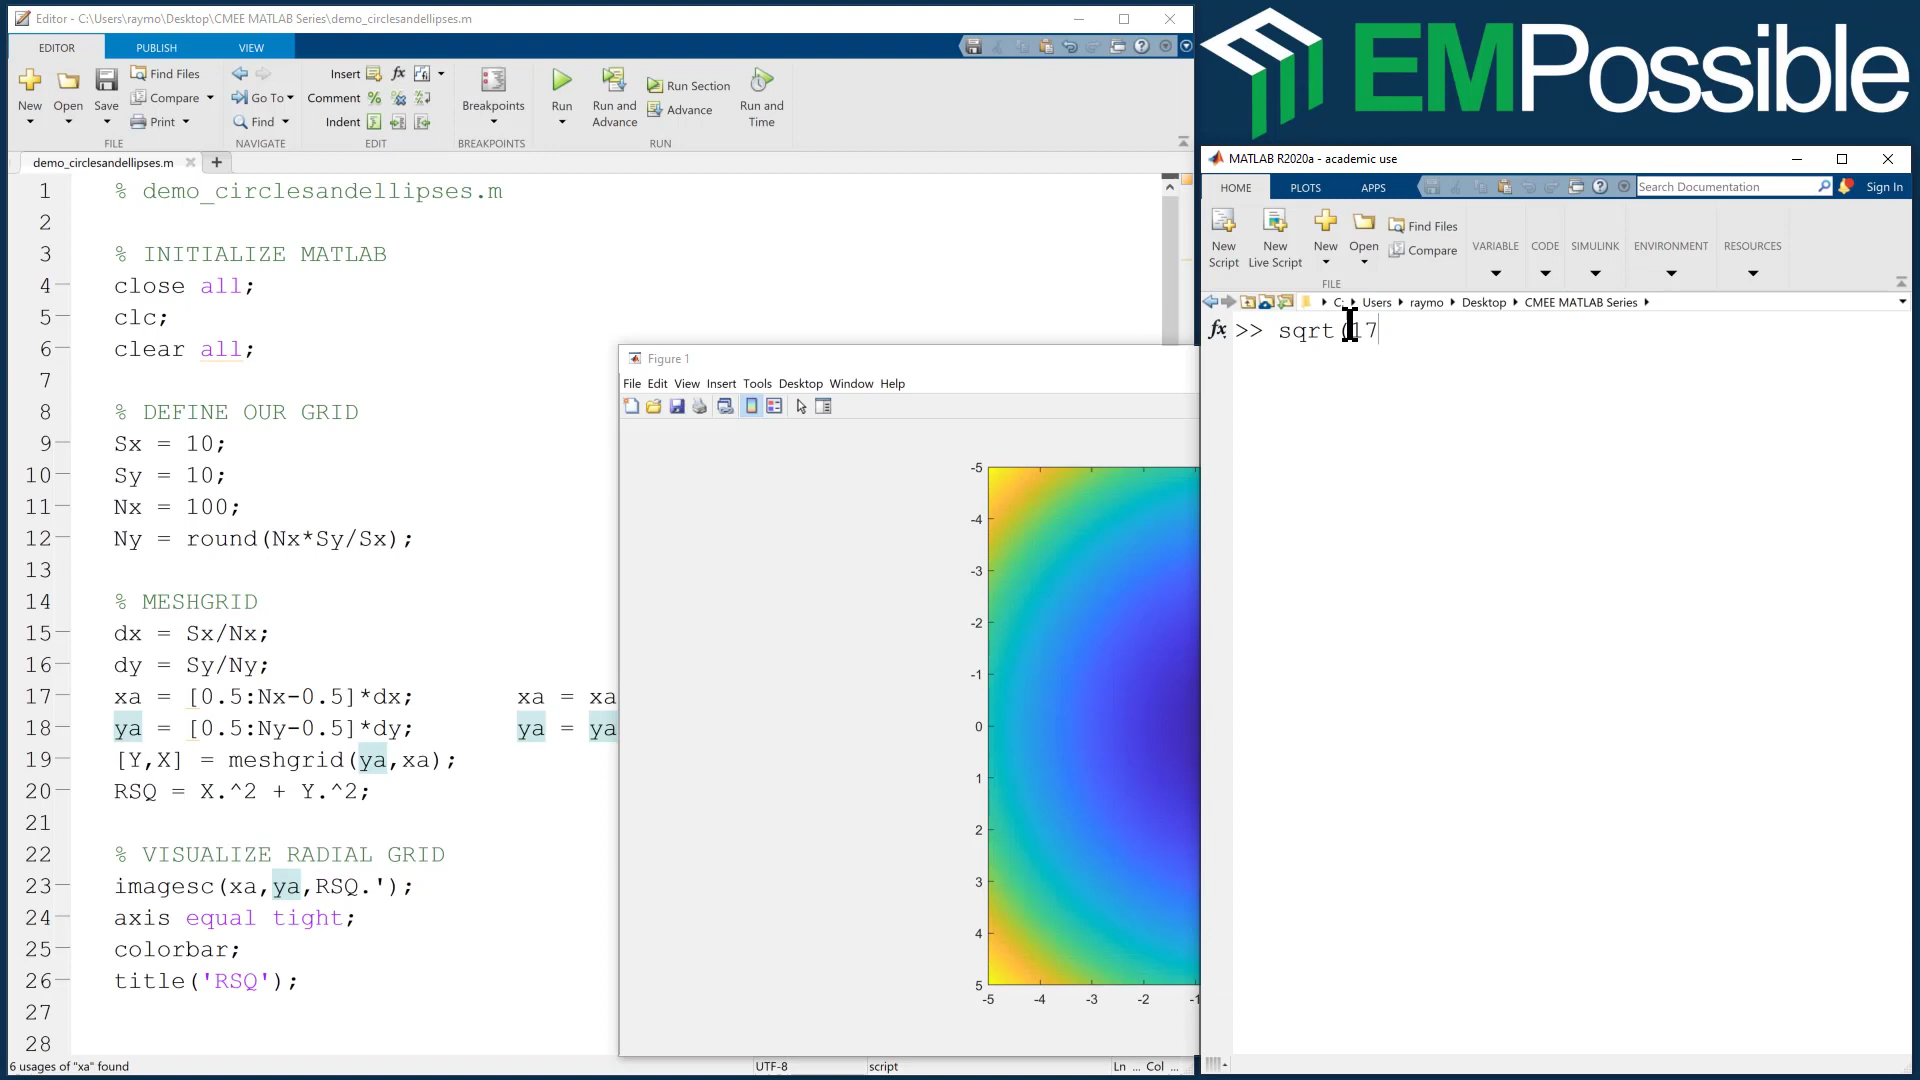 Editor - C:\Users\raymo\Desktop\CMEE MATLAB Series\demo_circlesandellipses.m
EDITOR PUBLISH VIEW
New Open Save
Find Files
Compare
Print
FILE
Go To
Find
NAVIGATE
Insert fx
Comment %
Indent
EDIT
Breakpoints
BREAKPOINTS
Run
Run and Advance
Run Section
Advance
Run and Time
RUN
demo_circlesandellipses.m
1 % demo_circlesandellipses.m
2
3 % INITIALIZE MATLAB
4 close all;
5 clc;
6 clear all;
7
8 % DEFINE OUR GRID
9 Sx = 10;
10 Sy = 10;
11 Nx = 100;
12 Ny = round(Nx*Sy/Sx);
13
14 % MESHGRID
15 dx = Sx/Nx;
16 dy = Sy/Ny;
17 xa = [0.5:Nx-0.5]*dx; xa = xa
18 ya = [0.5:Ny-0.5]*dy; ya = ya
19 [Y,X] = meshgrid(ya,xa);
20 RSQ = X.^2 + Y.^2;
21
22 % VISUALIZE RADIAL GRID
23 imagesc(xa,ya,RSQ.');
24 axis equal tight;
25 colorbar;
26 title('RSQ');
27
28
6 usages of "xa" found UTF-8 script Ln ... Col ...
Figure 1
File Edit View Insert Tools Desktop Window Help
-5
-4
-3
-2
-1
0
1
2
3
4
5
-5 -4 -3 -2 -1
EMPossible
MATLAB R2020a - academic use
HOME PLOTS APPS Search Documentation Sign In
New Script
New Live Script
New
Open
Find Files
Compare
FILE
VARIABLE CODE SIMULINK ENVIRONMENT RESOURCES
C: Users raymo Desktop CMEE MATLAB Series
fx >> sqrt(17